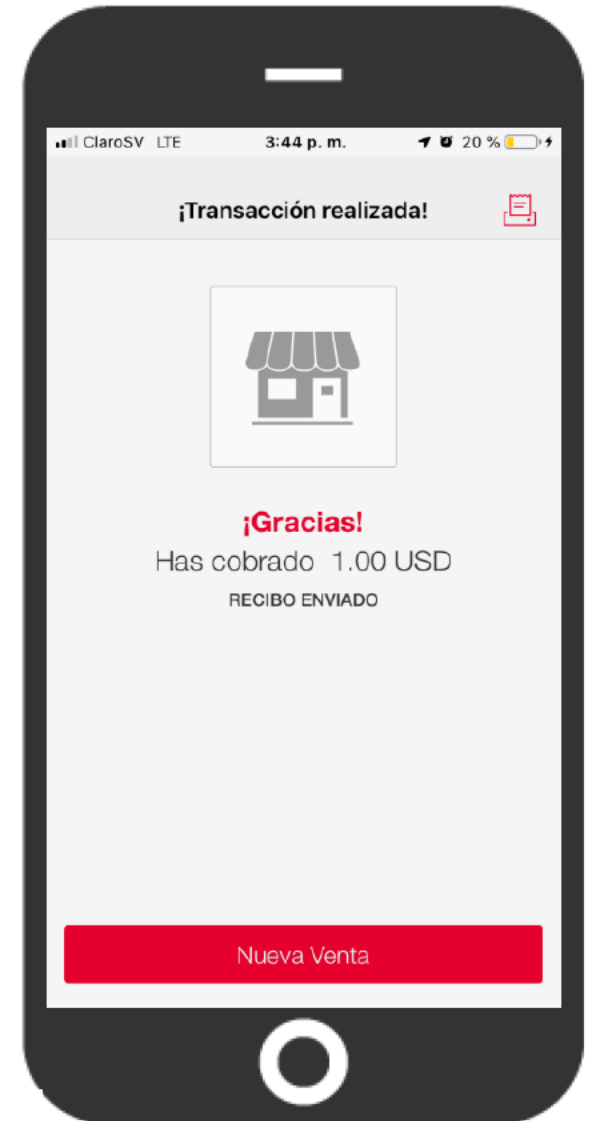 ClaroSV LTE 3:44 p. m. 20 %
¡Transacción realizada!
¡Gracias!
Has cobrado 1.00 USD
RECIBO ENVIADO
Nueva Venta